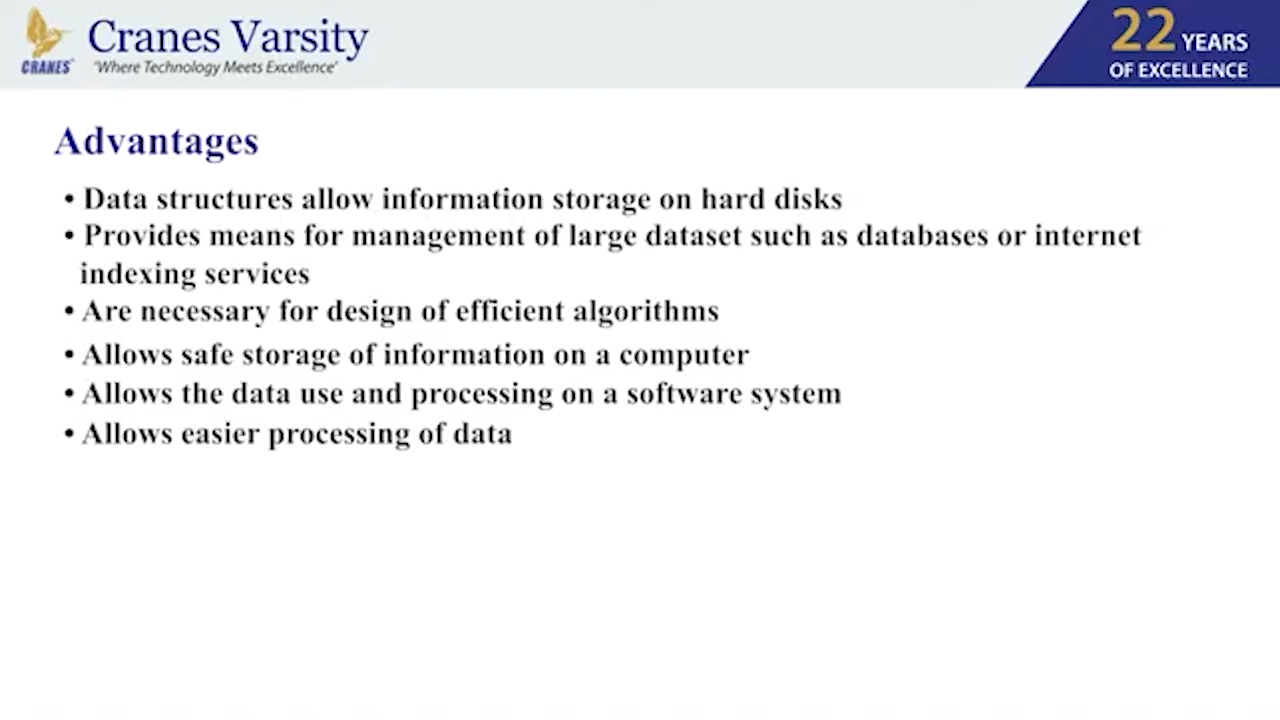 Cranes Varsity
CRANES
"Where Technology Meets Excellence"
22 YEARS
OF EXCELLENCE
Advantages
• Data structures allow information storage on hard disks
• Provides means for management of large dataset such as databases or internet
indexing services
• Are necessary for design of efficient algorithms
• Allows safe storage of information on a computer
• Allows the data use and processing on a software system
• Allows easier processing of data